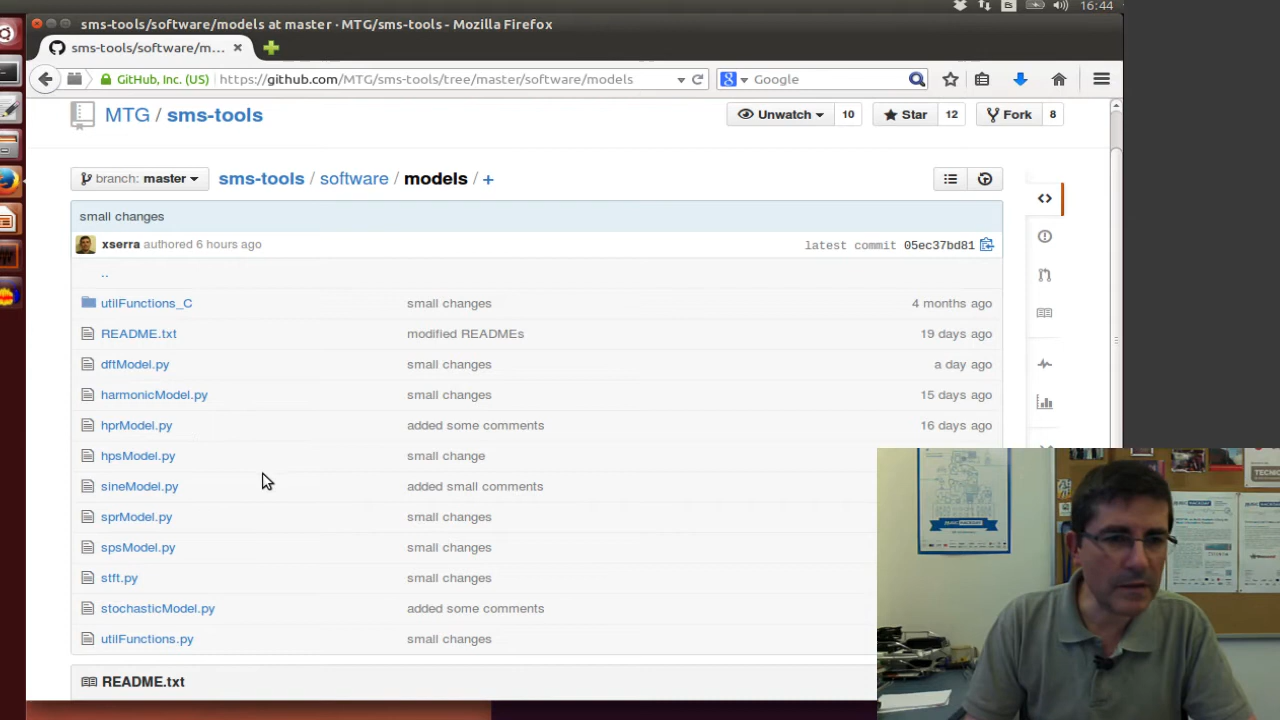 16:44
sms-tools/software/models at master · MTG/sms-tools - Mozilla Firefox
sms-tools/software/m... ×
GitHub, Inc. (US) https://github.com/MTG/sms-tools/tree/master/software/models Google
MTG / sms-tools Unwatch 10 Star 12 Fork 8
branch: master sms-tools / software / models / +
small changes
xserra authored 6 hours ago latest commit 05ec37bd81
..
utilFunctions_C small changes 4 months ago
README.txt modified READMEs 19 days ago
dftModel.py small changes a day ago
harmonicModel.py small changes 15 days ago
hprModel.py added some comments 16 days ago
hpsModel.py small change
sineModel.py added small comments
sprModel.py small changes
spsModel.py small changes
stft.py small changes
stochasticModel.py added some comments
utilFunctions.py small changes
README.txt